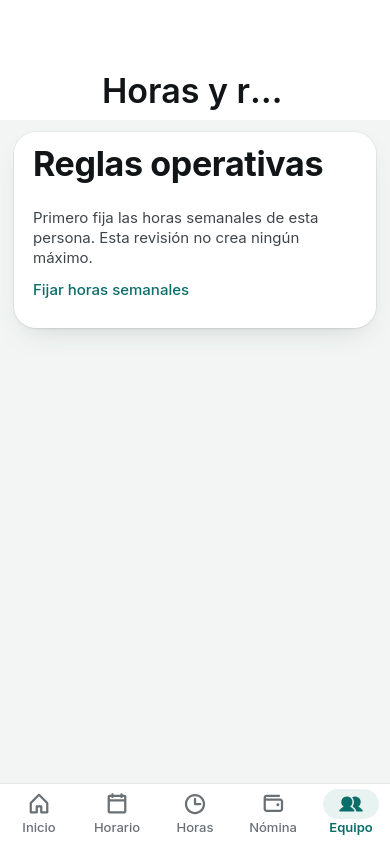 Horas y r…
Reglas operativas
Primero fija las horas semanales de esta
persona. Esta revisión no crea ningún
máximo.
Fijar horas semanales
Inicio
Horario
Horas
Nómina
Equipo